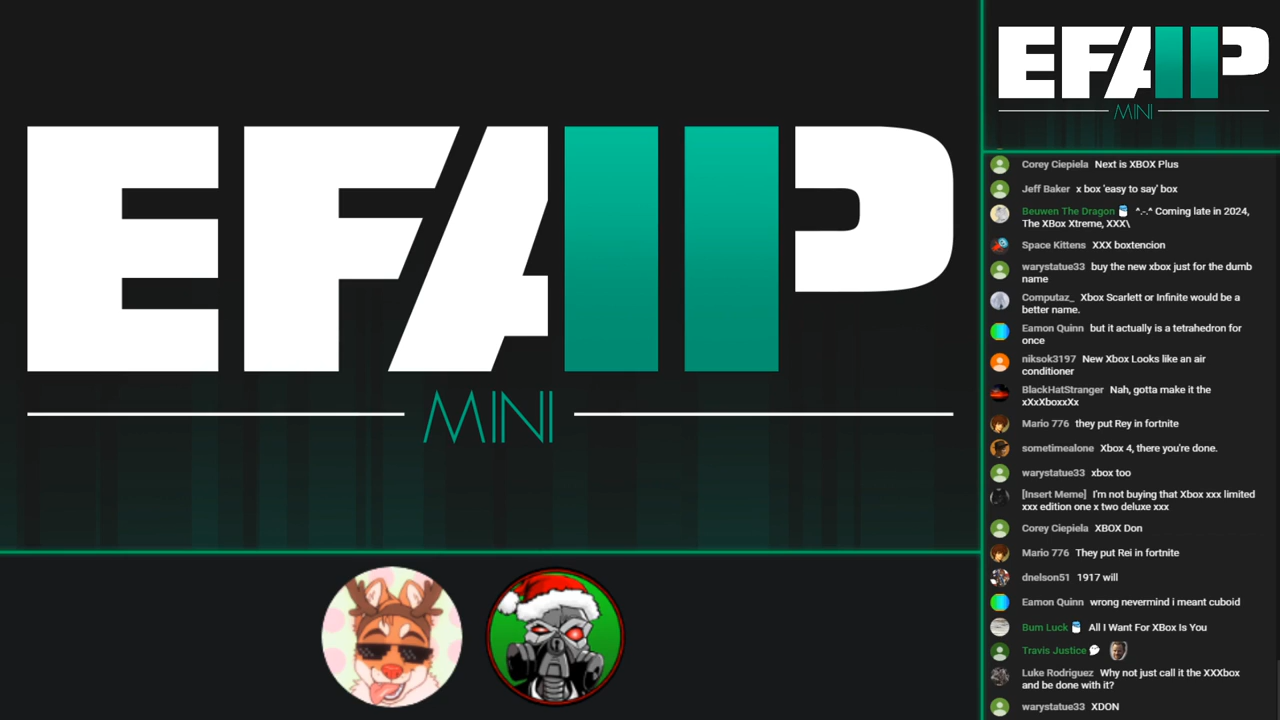 EFAP
MINI
EFAP
MINI
Corey Ciepiela Next is XBOX Plus
Jeff Baker x box 'easy to say' box
Beuwen The Dragon ^.-.^ Coming late in 2024,
The XBox Xtreme, XXX\
Space Kittens XXX boxtencion
warystatue33 buy the new xbox just for the dumb
name
Computaz_ Xbox Scarlett or Infinite would be a
better name.
Eamon Quinn but it actually is a tetrahedron for
once
niksok3197 New Xbox Looks like an air
conditioner
BlackHatStranger Nah, gotta make it the
xXxXboxxXx
Mario 776 they put Rey in fortnite
sometimealone Xbox 4, there you're done.
warystatue33 xbox too
[Insert Meme] I'm not buying that Xbox xxx limited
xxx edition one x two deluxe xxx
Corey Ciepiela XBOX Don
Mario 776 They put Rei in fortnite
dnelson51 1917 will
Eamon Quinn wrong nevermind i meant cuboid
Bum Luck All I Want For XBox Is You
Travis Justice
Luke Rodriguez Why not just call it the XXXbox
and be done with it?
warystatue33 XDON